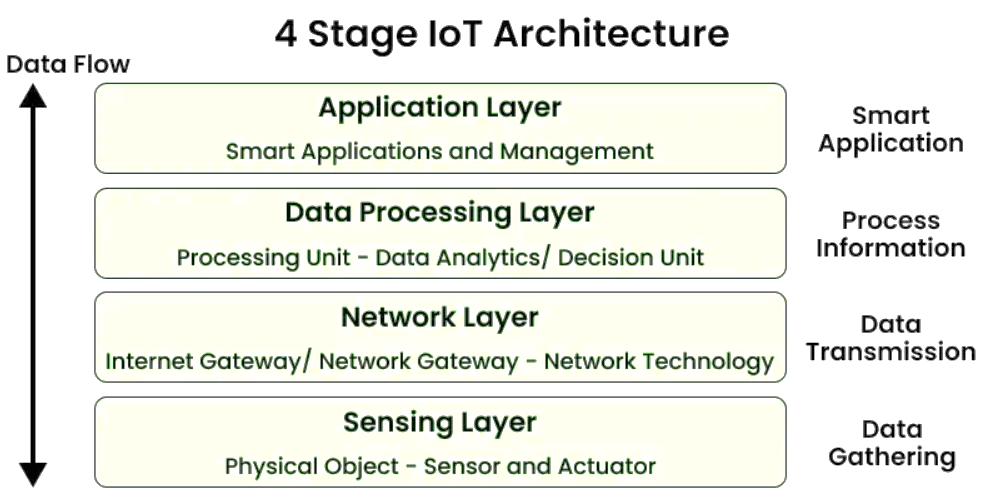 4 Stage IoT Architecture
Data Flow
Application Layer
Smart Applications and Management
Smart
Application
Data Processing Layer
Processing Unit - Data Analytics/ Decision Unit
Process
Information
Network Layer
Internet Gateway/ Network Gateway - Network Technology
Data
Transmission
Sensing Layer
Physical Object - Sensor and Actuator
Data
Gathering